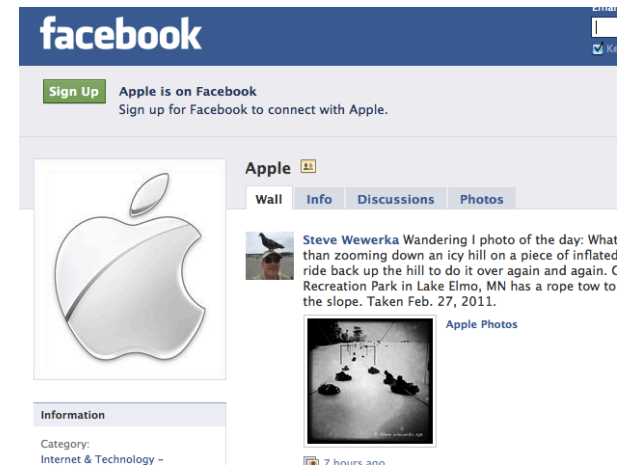 facebook
Email
Ke
Sign Up
Apple is on Facebook
Sign up for Facebook to connect with Apple.
Apple
Wall Info Discussions Photos
Steve Wewerka Wandering I photo of the day: What
than zooming down an icy hill on a piece of inflated
ride back up the hill to do it over again and again. C
Recreation Park in Lake Elmo, MN has a rope tow to
the slope. Taken Feb. 27, 2011.
Apple Photos
7 hours ago
Information
Category:
Internet & Technology –